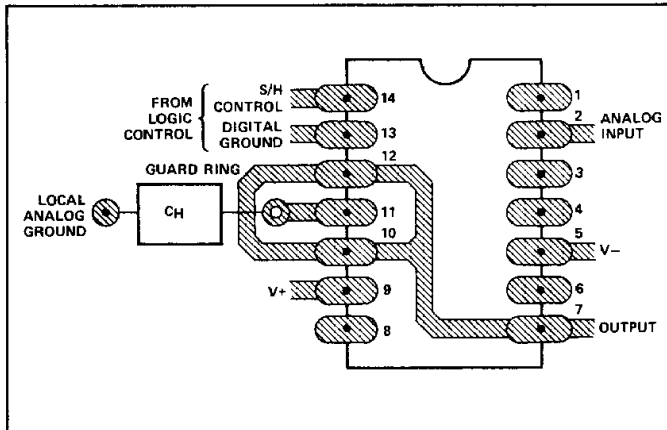 S/H
CONTROL
FROM
LOGIC
CONTROL
DIGITAL
GROUND
GUARD RING
LOCAL
ANALOG
GROUND
CH
V+
14
13
12
11
10
9
8
1
2
3
4
5
6
7
ANALOG
INPUT
V−
OUTPUT